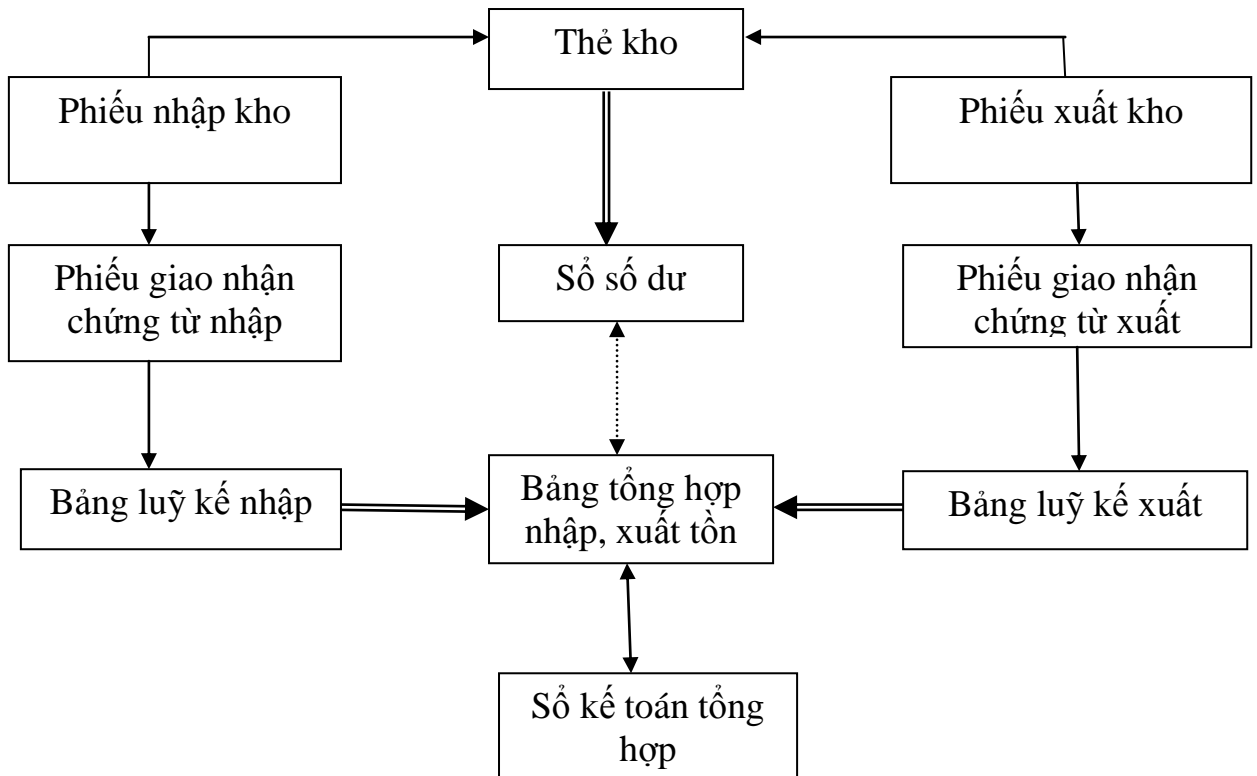 Thẻ kho
Phiếu nhập kho
Phiếu xuất kho
Phiếu giao nhận
chứng từ nhập
Sổ số dư
Phiếu giao nhận
chứng từ xuất
Bảng luỹ kế nhập
Bảng tổng hợp
nhập, xuất tồn
Bảng luỹ kế xuất
Sổ kế toán tổng
hợp